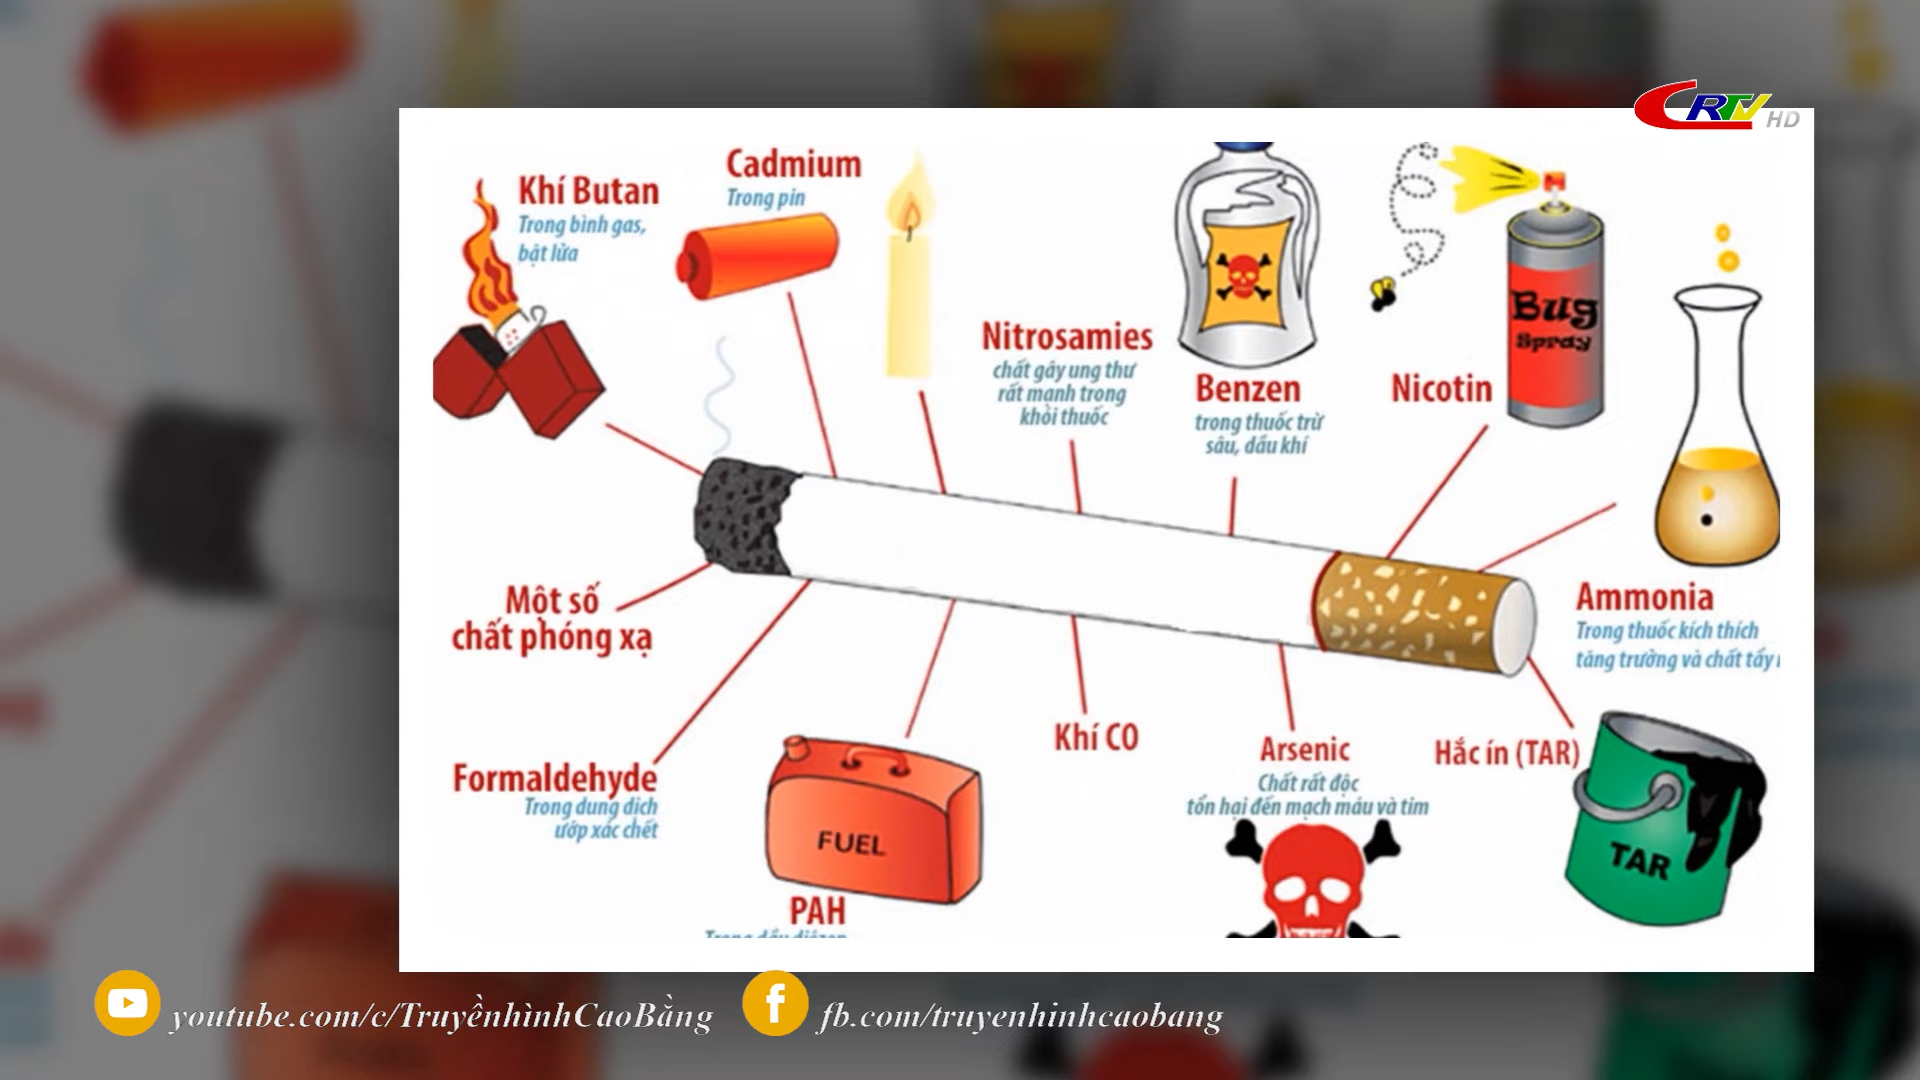 CRTV HD
Khí Butan
Trong bình gas,
bật lửa
Cadmium
Trong pin
Nitrosamies
chất gây ung thư
rất mạnh trong
khỏi thuốc
Benzen
trong thuốc trừ
sâu, dầu khí
Nicotin
Bug
Spray
Ammonia
Trong thuốc kích thích
tăng trưởng và chất tẩy
Một số
chất phóng xạ
Formaldehyde
Trong dung dịch
ướp xác chết
FUEL
PAH
Trong dầu điêzen
Khí CO
Arsenic
Chất rất độc
tổn hại đến mạch máu và tim
Hắc ín (TAR)
TAR
youtube.com/c/TruyềnhìnhCaoBằng
fb.com/truyenhinhcaobang